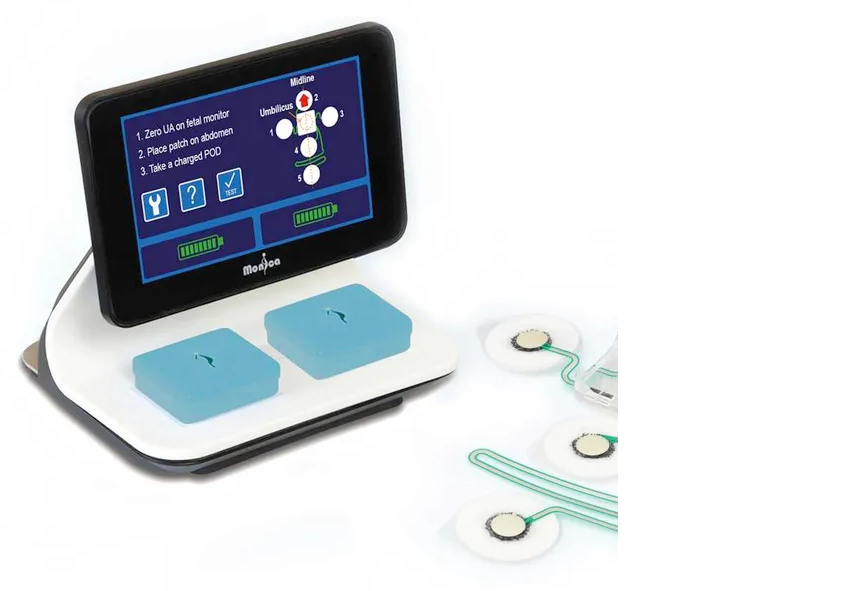 1. Zero UA on fetal monitor
2. Place patch on abdomen
3. Take a charged POD
Midline
2
Umbilicus
1
3
4
5
TEST
Monica